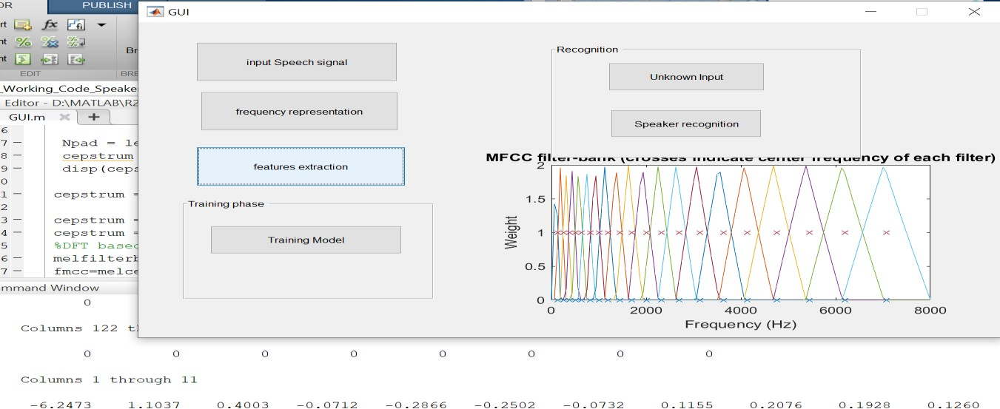 OR
PUBLISH
GUI
rt
fx
fi
nt
%
nt
Br
EDIT
BRE
_Working_Code_Speake
Editor - D:\MATLAB\R2
GUI.m
+
6
7 — Npad = le
8 — cepstrum
9 — disp(ceps
0
1 cepstrum =
2
3 — cepstrum =
4 — cepstrum =
5 %DFT based
6 — melfilterb
7 — fmcc=melce
mmand Window
0
Columns 122 t
0 0 0 0 0 0 0 0
Columns 1 through 11
-6.2473 1.1037 0.4003 -0.0712 -0.2866 -0.2502 -0.0732 0.1155 0.2076 0.1928 0.1260
input Speech signal
frequency representation
features extraction
Training phase
Training Model
Recognition
Unknown Input
Speaker recognition
MFCC filter-bank (crosses indicate center frequency of each filter)
2
1.5
1
0.5
0
Weight
0 2000 4000 6000 8000
Frequency (Hz)